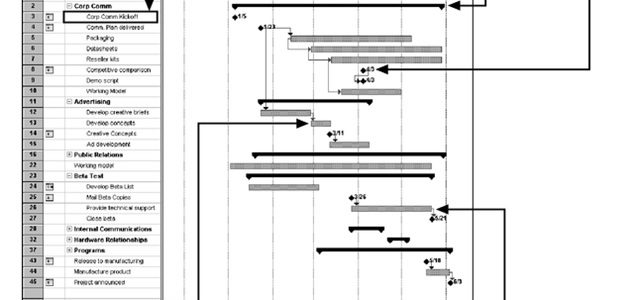 2 Corp Comm
3 Corp Comm Kickoff 1/5
4 Comm. Plan delivered 1/23
5 Packaging
6 Datasheets
7 Reseller kits
8 Competitive comparison 4/3
9 Demo script 4/3
10 Working Model
11 Advertising
12 Develop creative briefs
13 Develop concepts
14 Creative Concepts 3/11
15 Ad development
16 Public Relations
22 Working model
23 Beta Test
24 Develop Beta List
25 Mail Beta Copies 3/26
26 Provide technical support
27 Close beta 5/21
28 Internal Communications
32 Hardware Relationships
37 Programs
43 Release to manufacturing 5/18
44 Manufacture product
45 Project announced